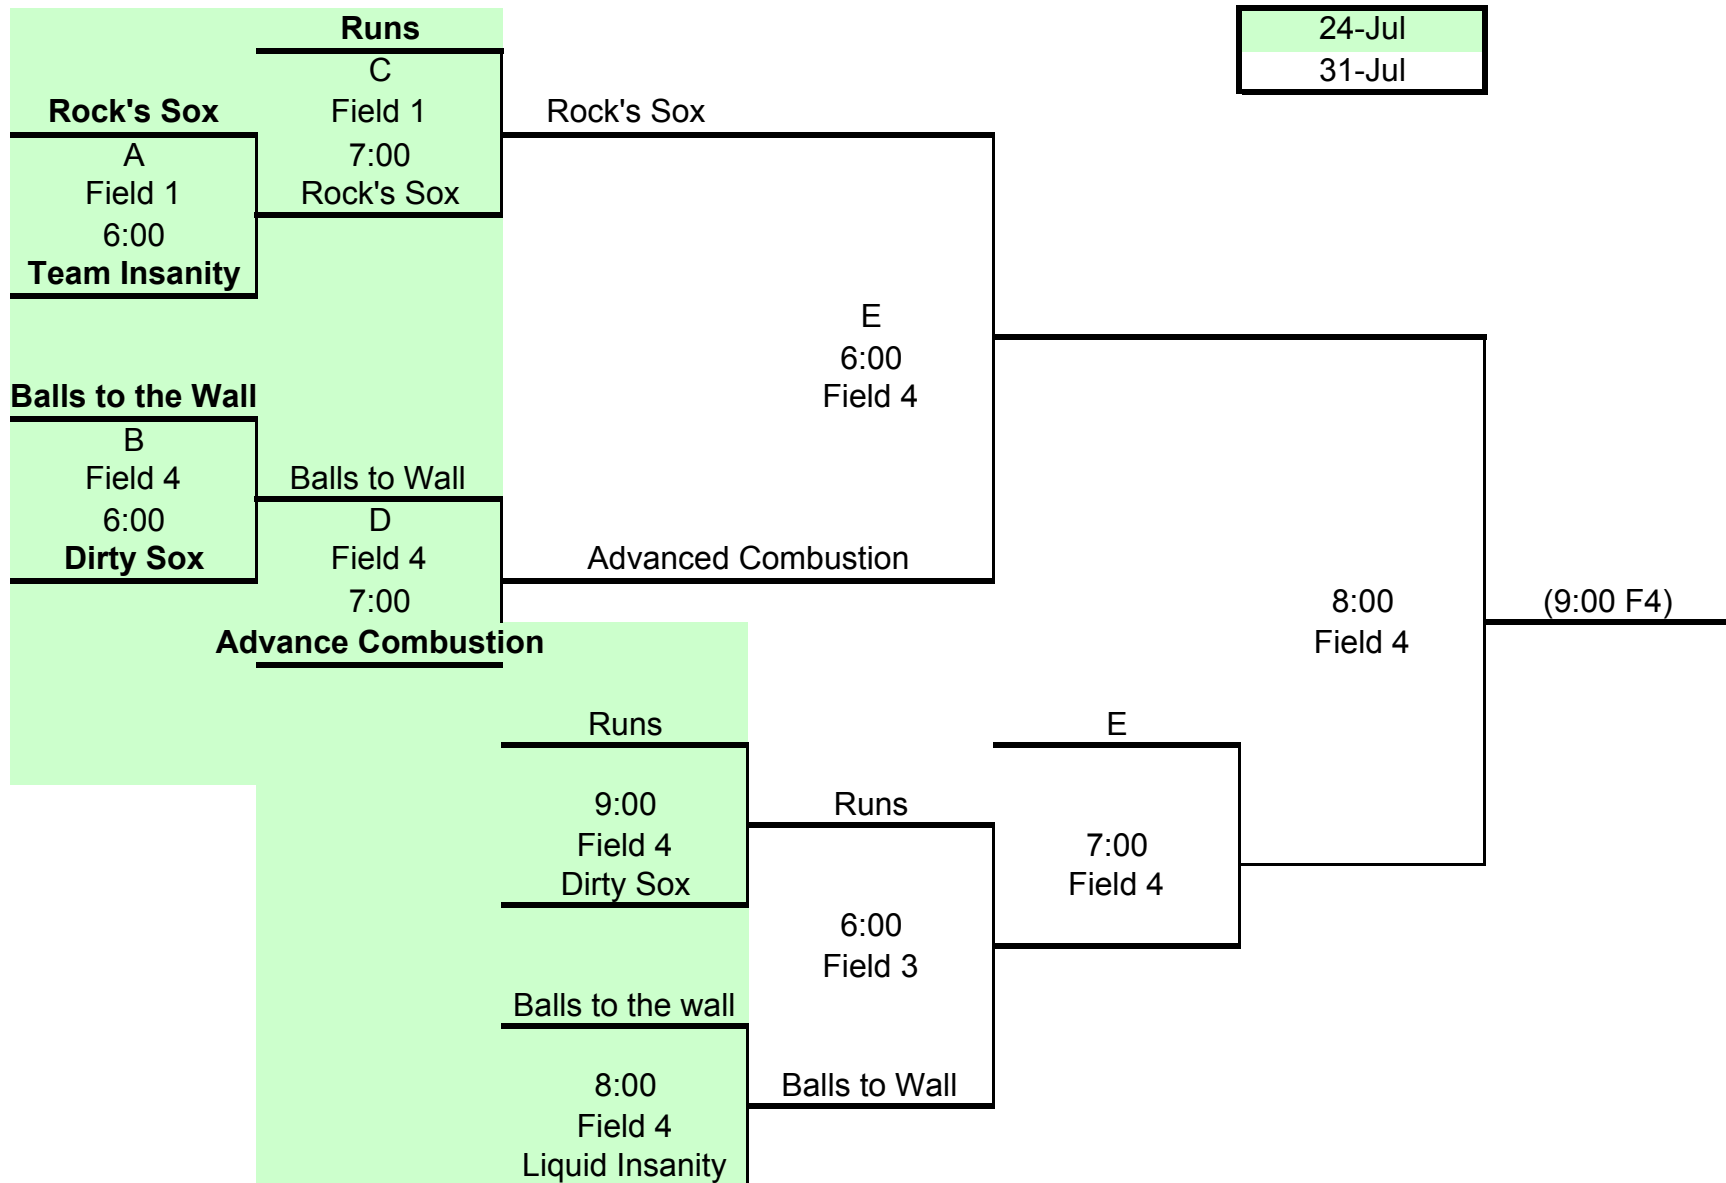 Runs
24-Jul
C
31-Jul
Rock's Sox
Field 1
Rock's Sox
A
7:00
Field 1
Rock's Sox
6:00
Team Insanity
E
6:00
Balls to the Wall
Field 4
B
Field 4
Balls to Wall
6:00
D
Dirty Sox
Field 4
Advanced Combustion
7:00
8:00
(9:00 F4)
Advance Combustion
Field 4
Runs
E
9:00
Runs
Field 4
7:00
Dirty Sox
Field 4
6:00
Field 3
Balls to the wall
8:00
Balls to Wall
Field 4
Liquid Insanity